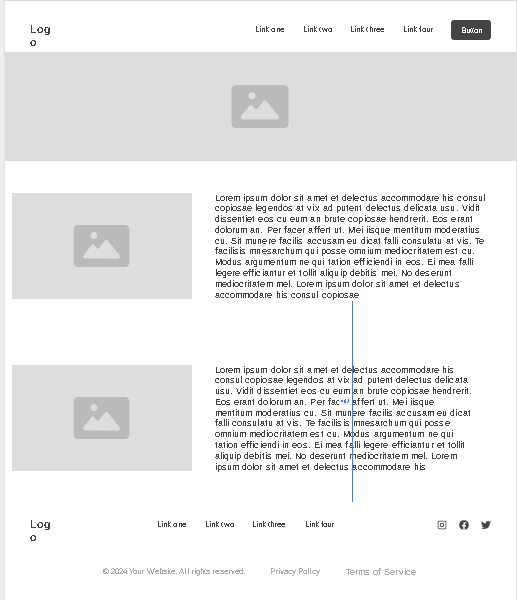 Log
o
Link one Link two Link three Link four Button
Lorem ipsum dolor sit amet et delectus accommodare his consul
copiosae legendos at vix ad putent delectus delicata usu. Vidit
dissentiet eos cu eum an brute copiosae hendrerit. Eos erant
dolorum an. Per facer affert ut. Mei iisque mentitum moderatius
cu. Sit munere facilis accusam eu dicat falli consulatu at vis. Te
facilisis mnesarchum qui posse omnium mediocritatem est cu.
Modus argumentum ne qui tation efficiendi in eos. Ei mea falli
legere efficiantur et tollit aliquip debitis mei. No deserunt
mediocritatem mel. Lorem ipsum dolor sit amet et delectus
accommodare his consul copiosae
Lorem ipsum dolor sit amet et delectus accommodare his
consul copiosae legendos at vix ad putent delectus delicata
usu. Vidit dissentiet eos cu eum an brute copiosae hendrerit.
Eos erant dolorum an. Per facer affert ut. Mei iisque
mentitum moderatius cu. Sit munere facilis accusam eu dicat
falli consulatu at vis. Te facilisis mnesarchum qui posse
omnium mediocritatem est cu. Modus argumentum ne qui
tation efficiendi in eos. Ei mea falli legere efficiantur et tollit
aliquip debitis mei. No deserunt mediocritatem mel. Lorem
ipsum dolor sit amet et delectus accommodare his
Log
o
Link one Link two Link three Link four
© 2024 Your Website. All rights reserved. Privacy Policy Terms of Service